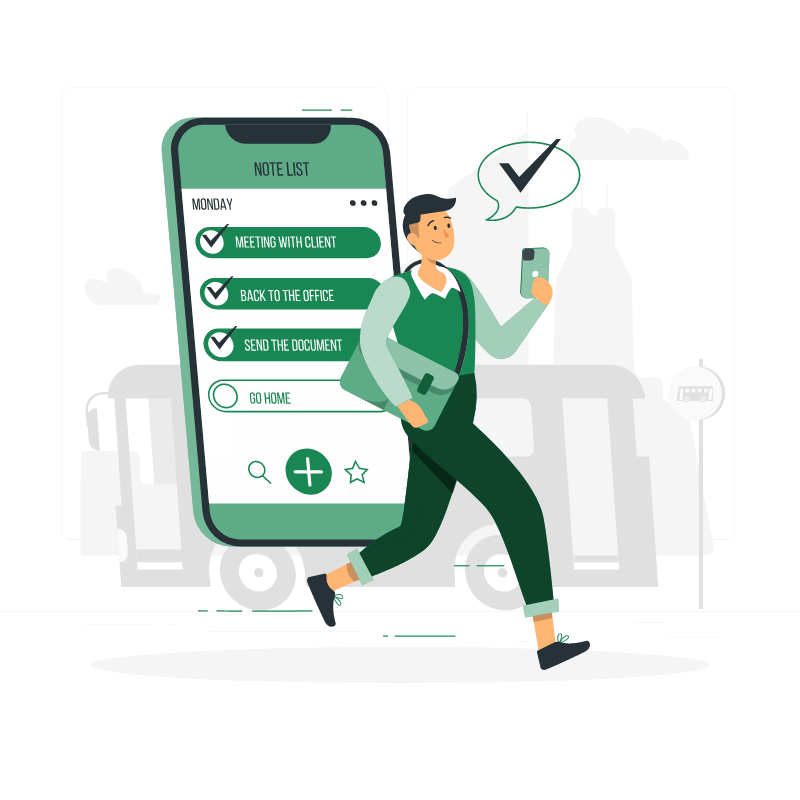 NOTE LIST
MONDAY
MEETING WITH CLIENT
BACK TO THE OFFICE
SEND THE DOCUMENT
GO HOME